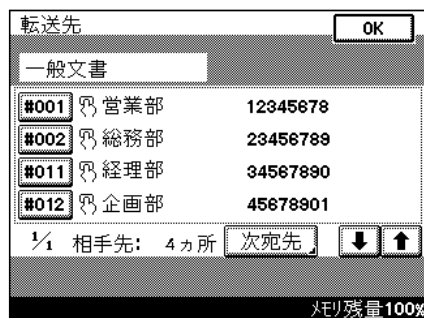 転送先 OK
一般文書
#001 営業部 12345678
#002 総務部 23456789
#011 経理部 34567890
#012 企画部 45678901
1/1 相手先: 4ヵ所 次宛先
ﾒﾓﾘ残量100%